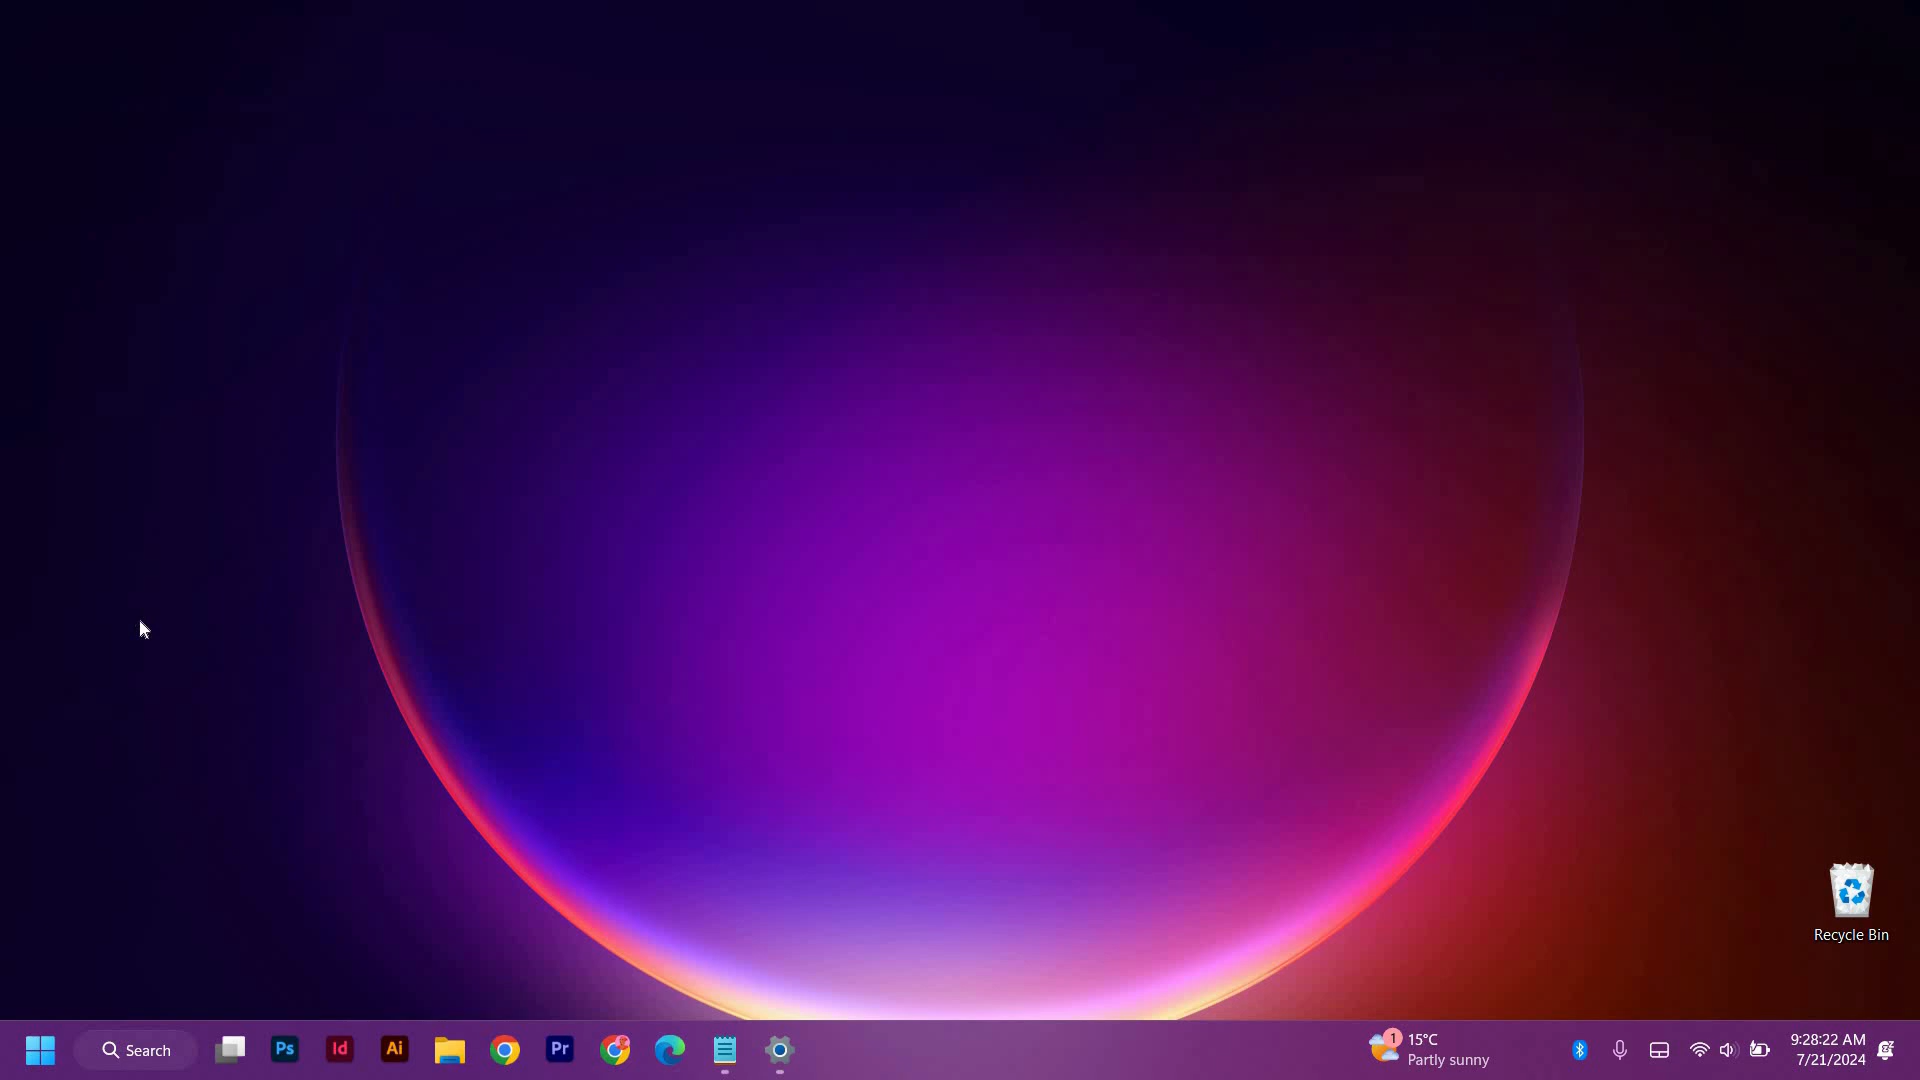 Recycle Bin
Search
Ps
Id
Ai
Pr
1
15°C
Partly sunny
9:28:22 AM
7/21/2024